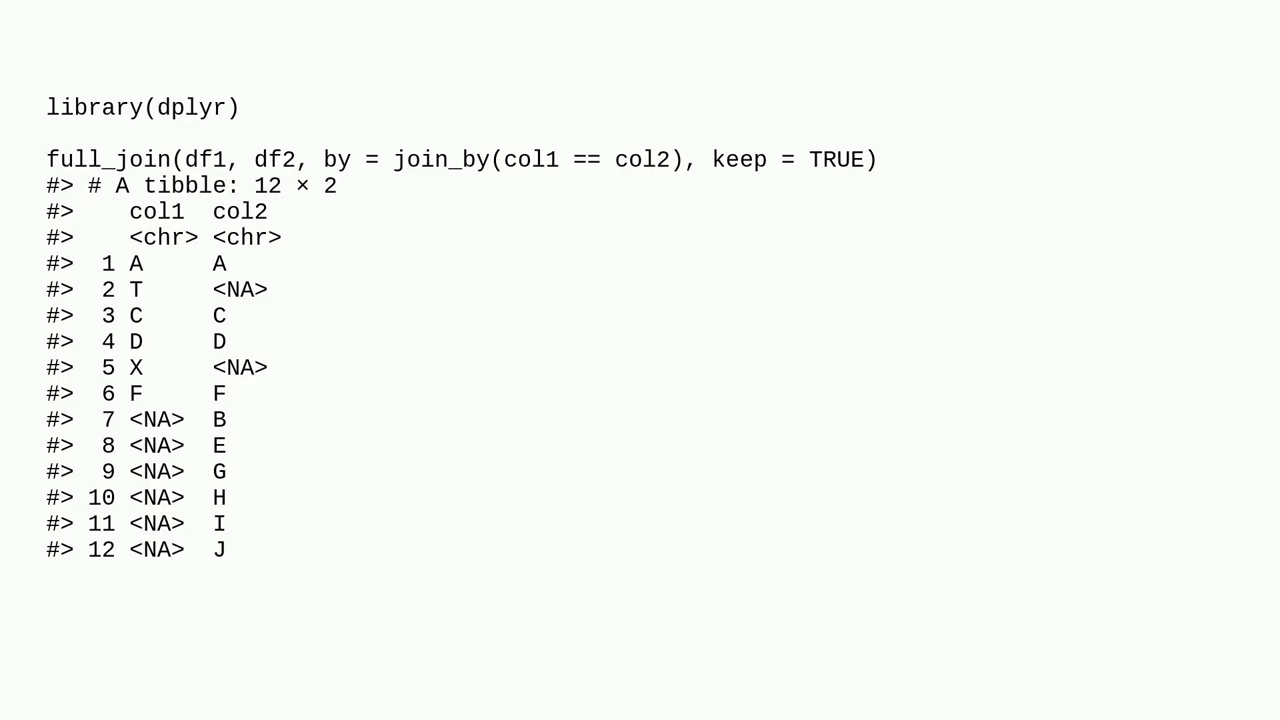 library(dplyr)

full_join(df1, df2, by = join_by(col1 == col2), keep = TRUE)
#> # A tibble: 12 × 2
#>    col1  col2
#>    <chr> <chr>
#>  1 A     A
#>  2 T     <NA>
#>  3 C     C
#>  4 D     D
#>  5 X     <NA>
#>  6 F     F
#>  7 <NA>  B
#>  8 <NA>  E
#>  9 <NA>  G
#> 10 <NA>  H
#> 11 <NA>  I
#> 12 <NA>  J